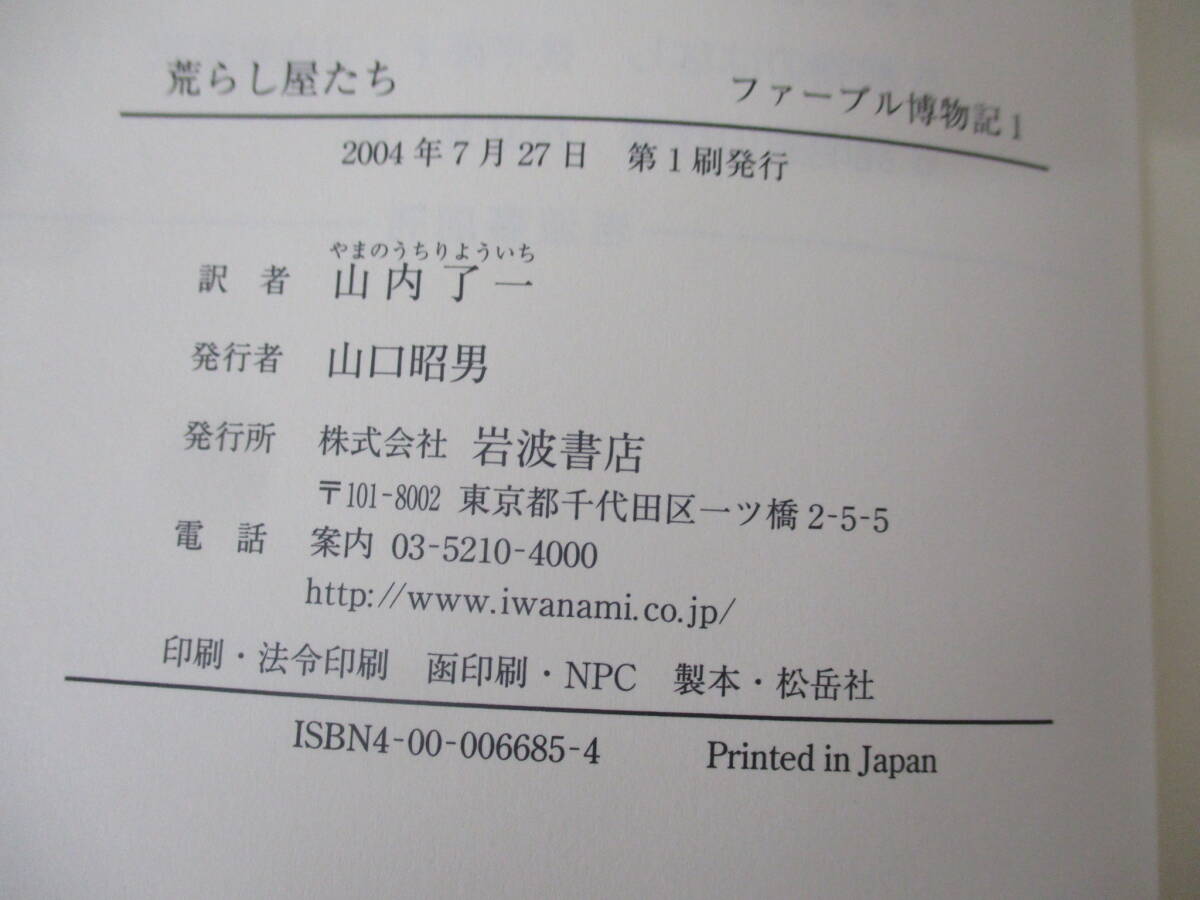 荒らし屋たち　ファーブル博物記1
2004年7月27日　第1刷発行
やまのうちりよういち
訳者　山内了一
発行者　山口昭男
発行所　株式会社 岩波書店
〒101-8002 東京都千代田区一ツ橋2-5-5
電話　案内 03-5210-4000
http://www.iwanami.co.jp/
印刷・法令印刷　函印刷・NPC　製本・松岳社
ISBN4-00-006685-4　Printed in Japan